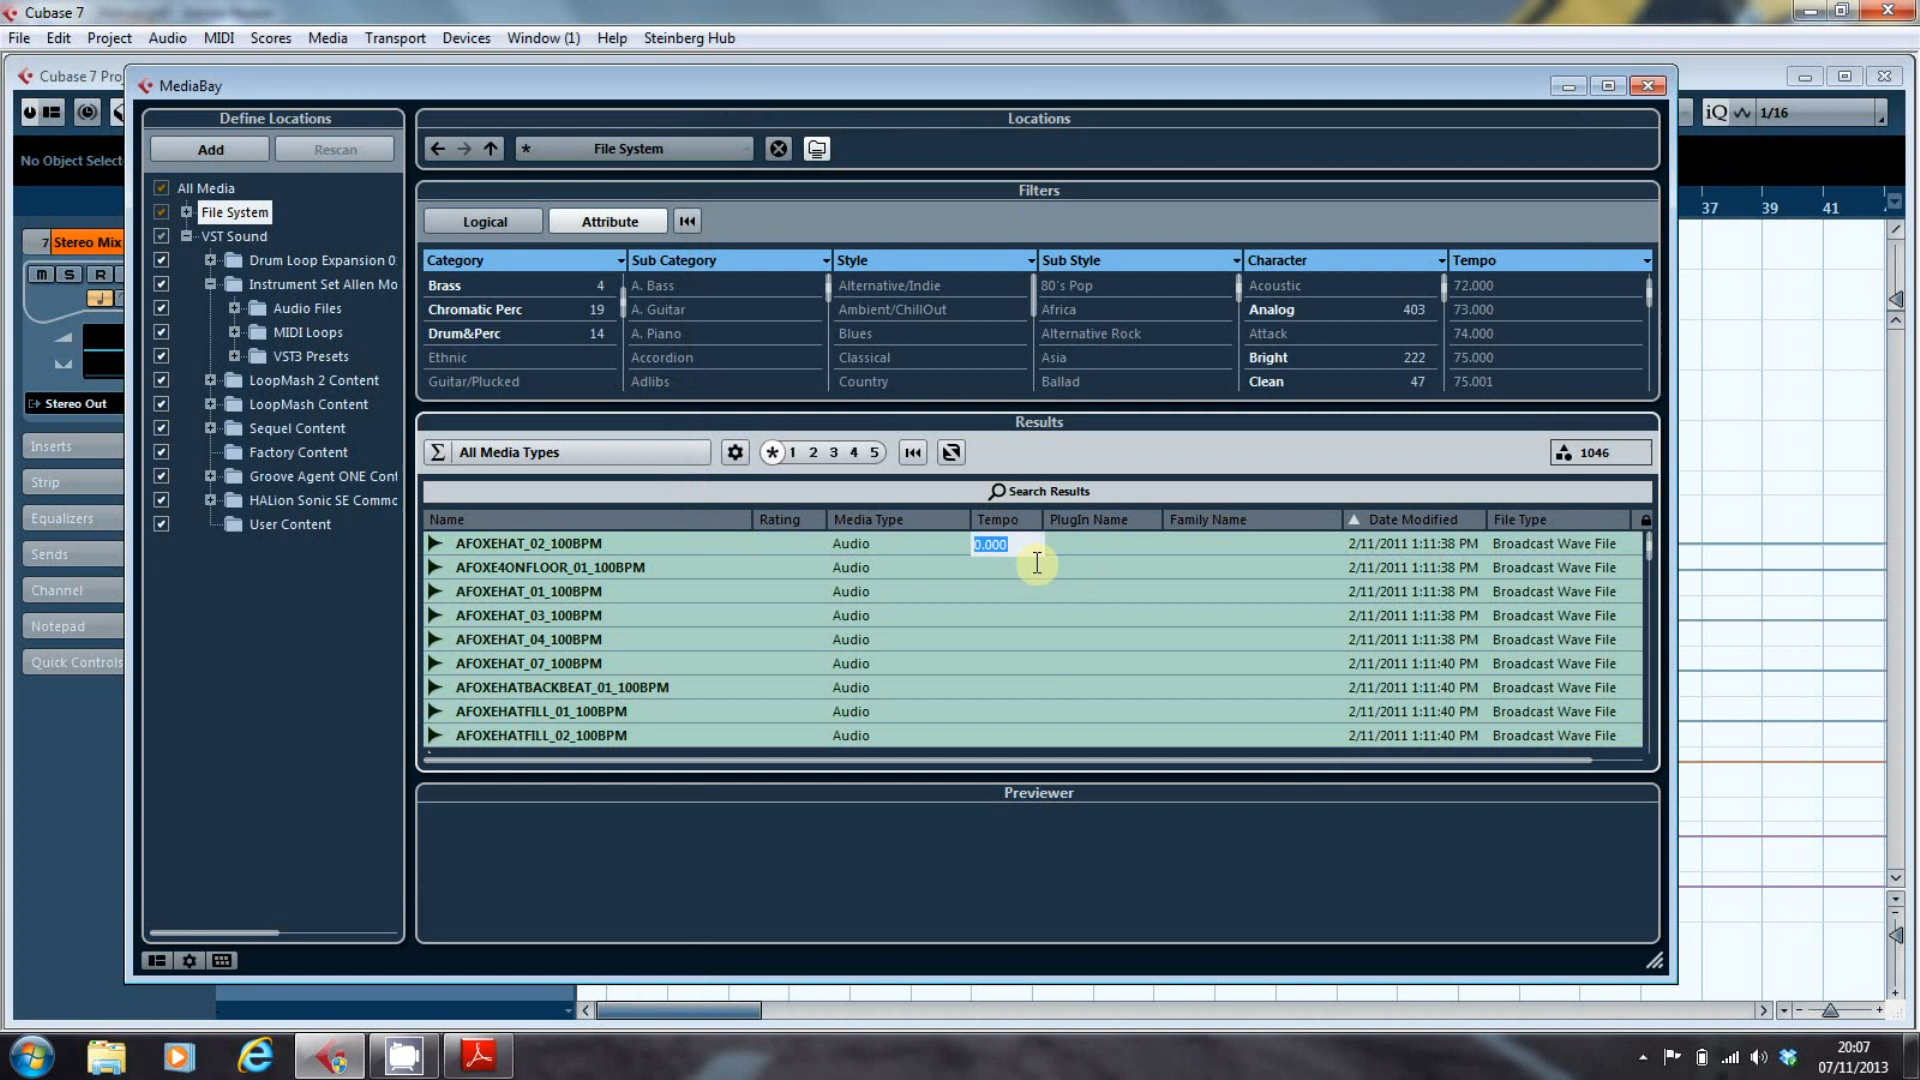 Cubase 7
File Edit Project Audio MIDI Scores Media Transport Devices Window (1) Help Steinberg Hub
Cubase 7 Pro
MediaBay
iQ 1/16
No Object Select
Define Locations
Add Rescan
All Media
File System
VST Sound
Drum Loop Expansion 0
Instrument Set Allen Mo
Audio Files
MIDI Loops
VST3 Presets
LoopMash 2 Content
LoopMash Content
Sequel Content
Factory Content
Groove Agent ONE Cont
HALion Sonic SE Commo
User Content
7 Stereo Mix
M S R
Stereo Out
Inserts
Strip
Equalizers
Sends
Channel
Notepad
Quick Controls
Locations
* File System
Filters
Logical Attribute
Category Sub Category Style Sub Style Character Tempo
Brass 4 A. Bass Alternative/Indie 80's Pop Acoustic 72.000
Chromatic Perc 19 A. Guitar Ambient/ChillOut Africa Analog 403 73.000
Drum&Perc 14 A. Piano Blues Alternative Rock Attack 74.000
Ethnic Accordion Classical Asia Bright 222 75.000
Guitar/Plucked Adlibs Country Ballad Clean 47 75.001
Results
Σ All Media Types * 1 2 3 4 5 1046
Search Results
Name Rating Media Type Tempo PlugIn Name Family Name Date Modified File Type
AFOXEHAT_02_100BPM Audio 0.000 2/11/2011 1:11:38 PM Broadcast Wave File
AFOXE4ONFLOOR_01_100BPM Audio 2/11/2011 1:11:38 PM Broadcast Wave File
AFOXEHAT_01_100BPM Audio 2/11/2011 1:11:38 PM Broadcast Wave File
AFOXEHAT_03_100BPM Audio 2/11/2011 1:11:38 PM Broadcast Wave File
AFOXEHAT_04_100BPM Audio 2/11/2011 1:11:38 PM Broadcast Wave File
AFOXEHAT_07_100BPM Audio 2/11/2011 1:11:40 PM Broadcast Wave File
AFOXEHATBACKBEAT_01_100BPM Audio 2/11/2011 1:11:40 PM Broadcast Wave File
AFOXEHATFILL_01_100BPM Audio 2/11/2011 1:11:40 PM Broadcast Wave File
AFOXEHATFILL_02_100BPM Audio 2/11/2011 1:11:40 PM Broadcast Wave File
Previewer
37 39 41
20:07
07/11/2013